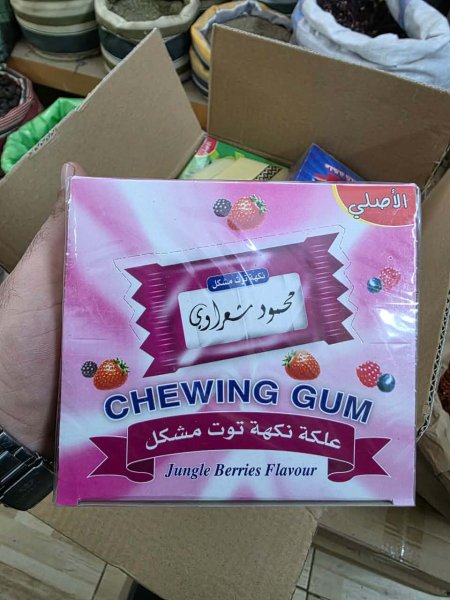 الأصلي
نكهة توت مشكل
محمود شعراوي
CHEWING GUM
علكة نكهة توت مشكل
Jungle Berries Flavour